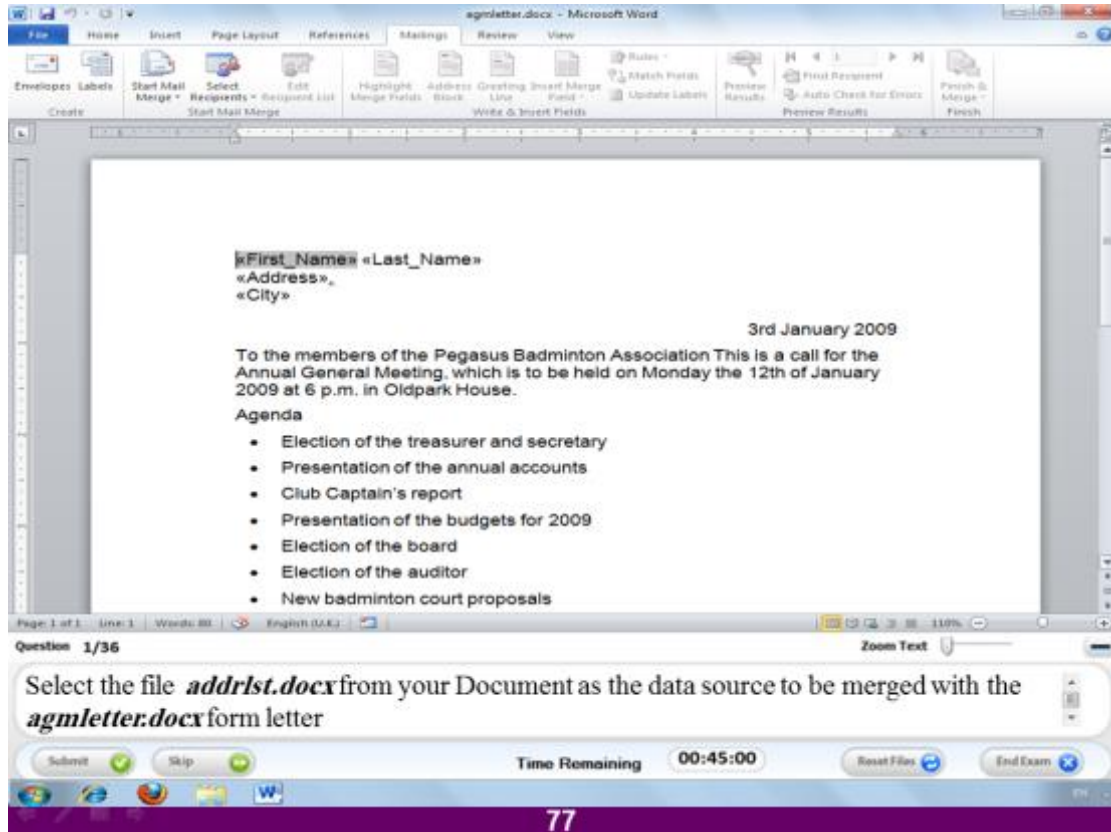 agmletter.docx - Microsoft Word
File Home Insert Page Layout References Mailings Review View
Envelopes Labels Start Mail Merge Select Recipients Edit Recipient List Highlight Merge Fields Address Block Greeting Line Insert Merge Field Rules Match Fields Update Labels Preview Results Find Recipient Auto Check for Errors Finish & Merge
Create Start Mail Merge Write & Insert Fields Preview Results Finish
«First_Name» «Last_Name»
«Address»,
«City»
3rd January 2009
To the members of the Pegasus Badminton Association This is a call for the
Annual General Meeting, which is to be held on Monday the 12th of January
2009 at 6 p.m. in Oldpark House.
Agenda
• Election of the treasurer and secretary
• Presentation of the annual accounts
• Club Captain's report
• Presentation of the budgets for 2009
• Election of the board
• Election of the auditor
• New badminton court proposals
Page: 1 of 1 Line: 1 Words: 88 English (U.K.) 110%
Question 1/36 Zoom Text
Select the file addrlst.docx from your Document as the data source to be merged with the
agmletter.docx form letter
Submit Skip Time Remaining 00:45:00 Reset Files End Exam
EN
77